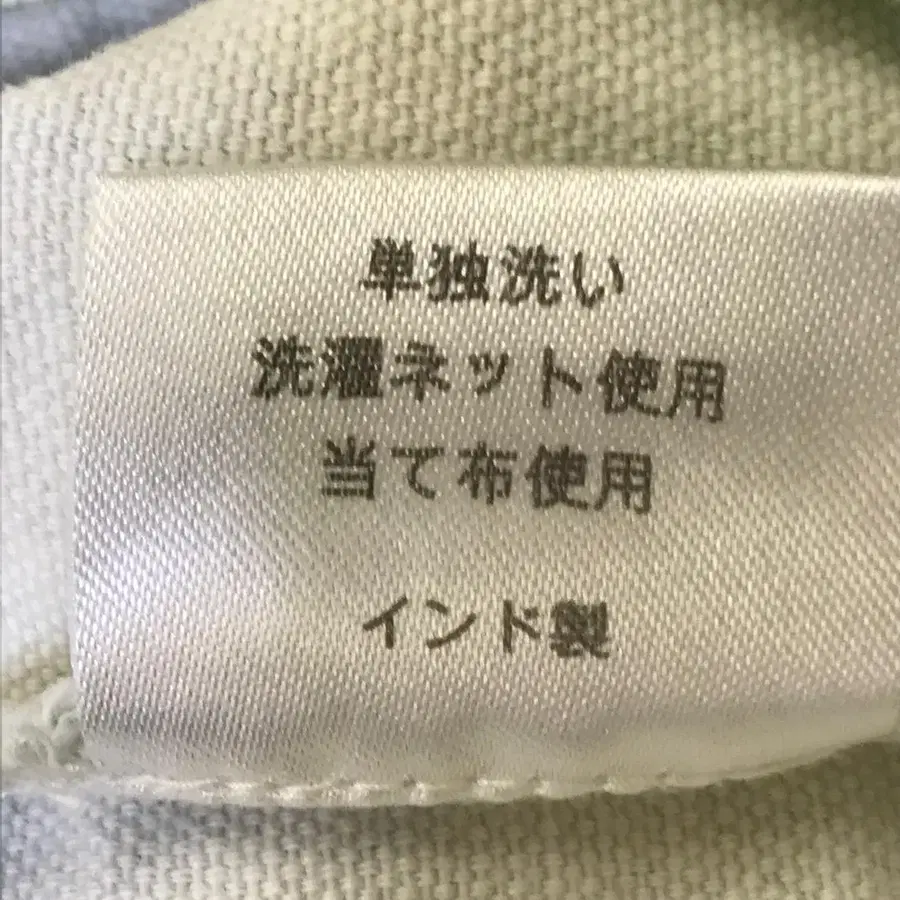 単独洗い
洗濯ネット使用
当て布使用
インド製